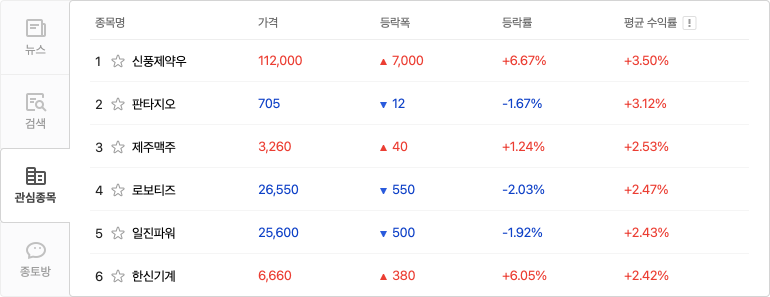 뉴스
검색
관심종목
종토방
종목명 가격 등락폭 등락률 평균 수익률 !
1 ☆ 신풍제약우 112,000 ▲ 7,000 +6.67% +3.50%
2 ☆ 판타지오 705 ▼ 12 -1.67% +3.12%
3 ☆ 제주맥주 3,260 ▲ 40 +1.24% +2.53%
4 ☆ 로보티즈 26,550 ▼ 550 -2.03% +2.47%
5 ☆ 일진파워 25,600 ▼ 500 -1.92% +2.43%
6 ☆ 한신기계 6,660 ▲ 380 +6.05% +2.42%